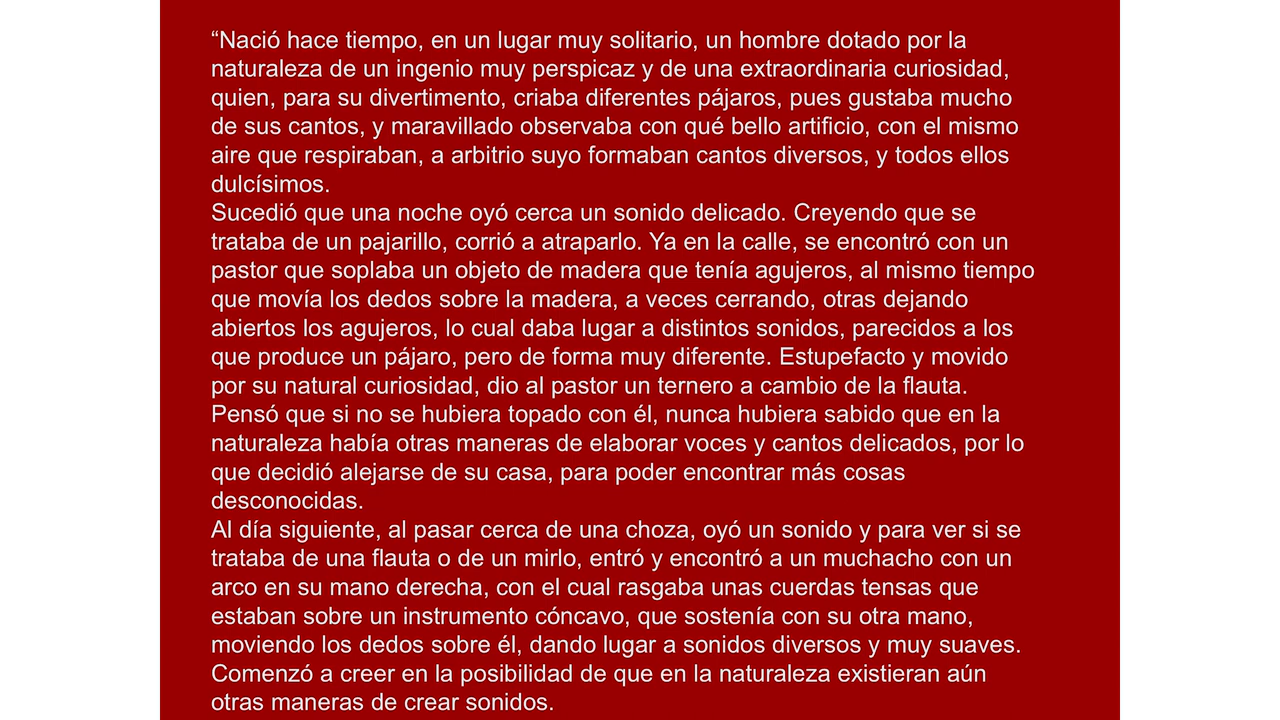 “Nació hace tiempo, en un lugar muy solitario, un hombre dotado por la
naturaleza de un ingenio muy perspicaz y de una extraordinaria curiosidad,
quien, para su divertimento, criaba diferentes pájaros, pues gustaba mucho
de sus cantos, y maravillado observaba con qué bello artificio, con el mismo
aire que respiraban, a arbitrio suyo formaban cantos diversos, y todos ellos
dulcísimos.
Sucedió que una noche oyó cerca un sonido delicado. Creyendo que se
trataba de un pajarillo, corrió a atraparlo. Ya en la calle, se encontró con un
pastor que soplaba un objeto de madera que tenía agujeros, al mismo tiempo
que movía los dedos sobre la madera, a veces cerrando, otras dejando
abiertos los agujeros, lo cual daba lugar a distintos sonidos, parecidos a los
que produce un pájaro, pero de forma muy diferente. Estupefacto y movido
por su natural curiosidad, dio al pastor un ternero a cambio de la flauta.
Pensó que si no se hubiera topado con él, nunca hubiera sabido que en la
naturaleza había otras maneras de elaborar voces y cantos delicados, por lo
que decidió alejarse de su casa, para poder encontrar más cosas
desconocidas.
Al día siguiente, al pasar cerca de una choza, oyó un sonido y para ver si se
trataba de una flauta o de un mirlo, entró y encontró a un muchacho con un
arco en su mano derecha, con el cual rasgaba unas cuerdas tensas que
estaban sobre un instrumento cóncavo, que sostenía con su otra mano,
moviendo los dedos sobre él, dando lugar a sonidos diversos y muy suaves.
Comenzó a creer en la posibilidad de que en la naturaleza existieran aún
otras maneras de crear sonidos.